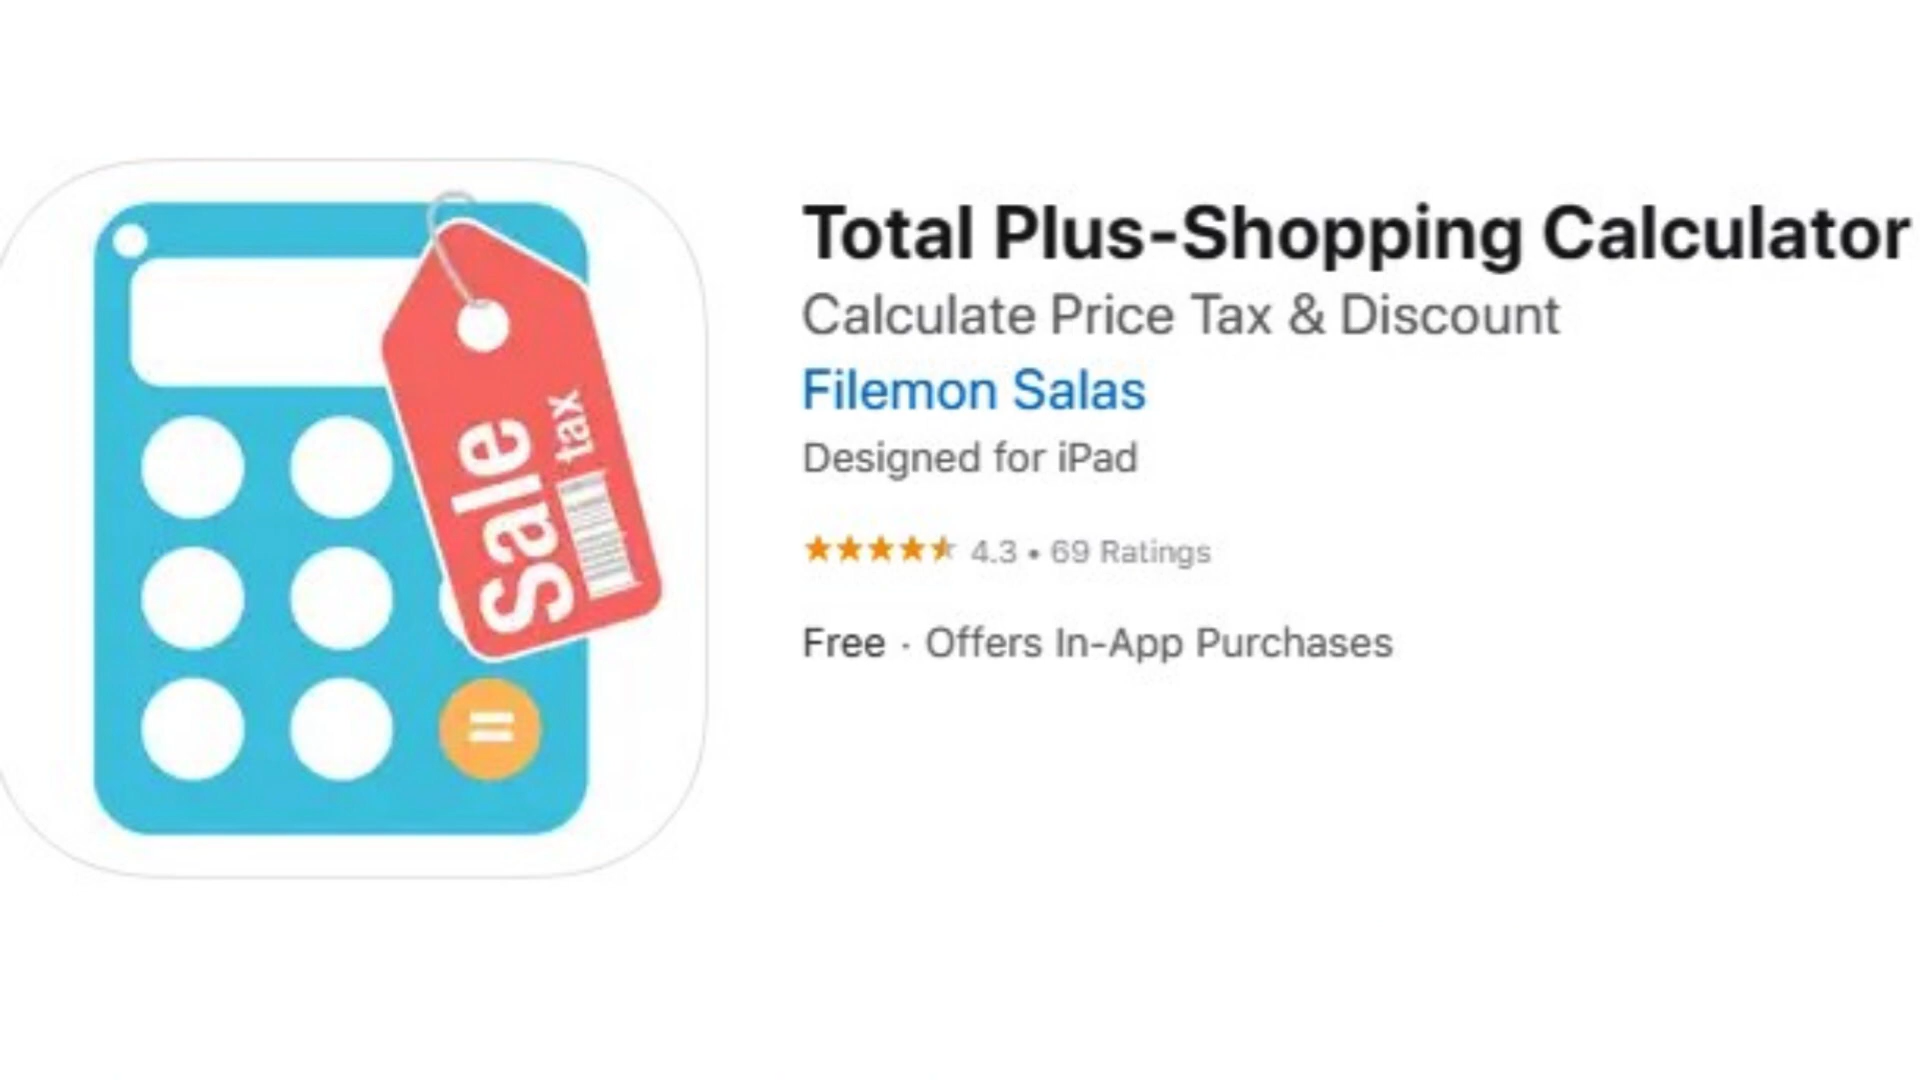 Sale
tax
=
Total Plus-Shopping Calculator
Calculate Price Tax & Discount
Filemon Salas
Designed for iPad
4.3 • 69 Ratings
Free · Offers In-App Purchases